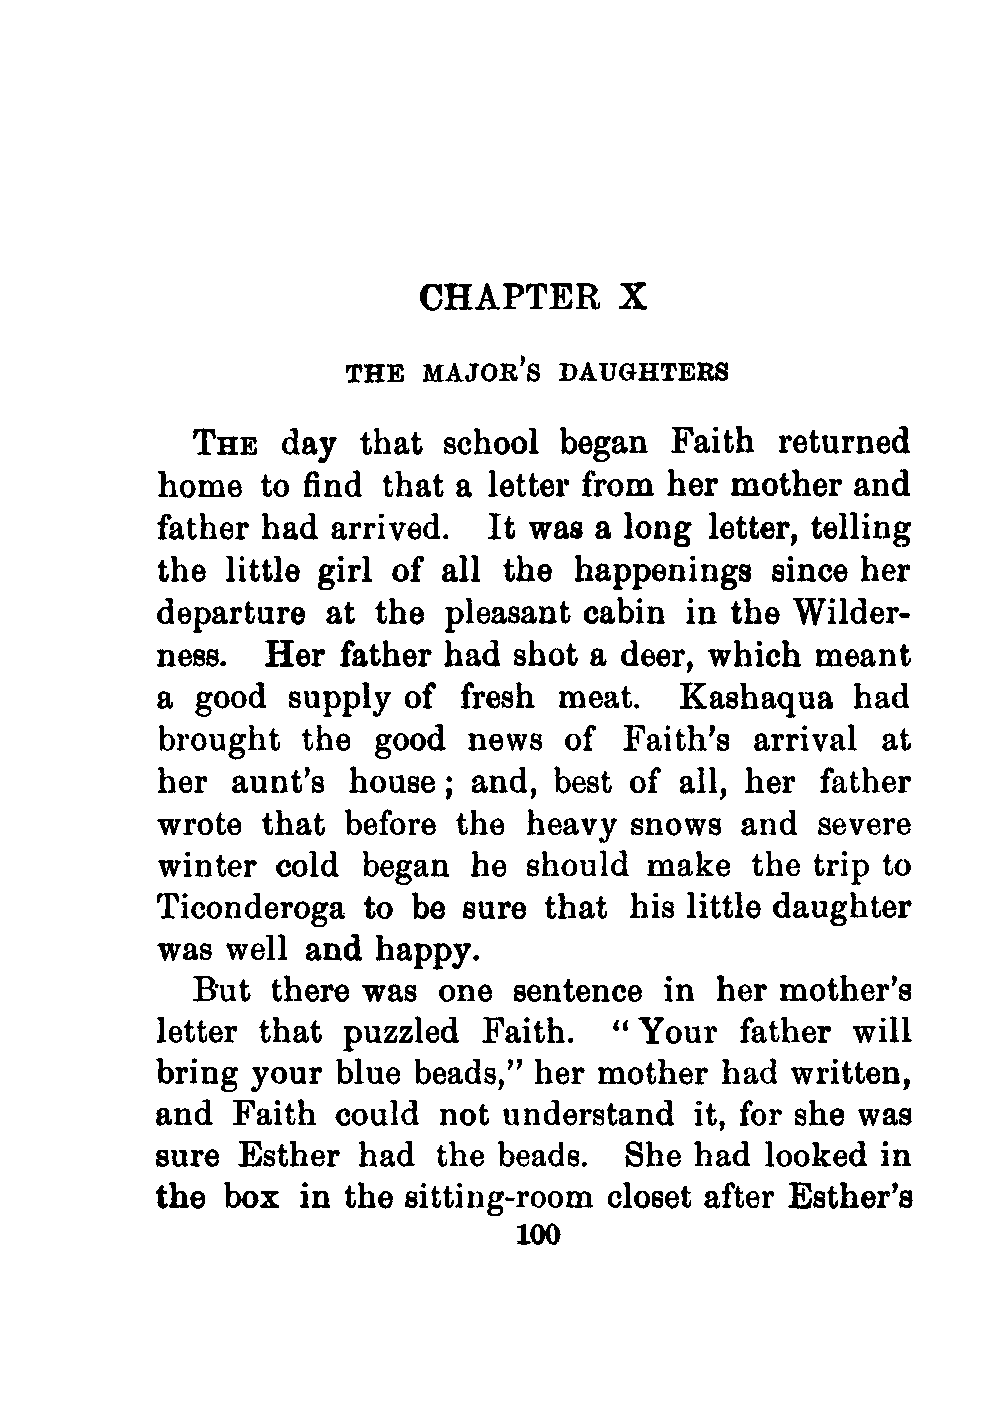 CHAPTER X
THE MAJOR'S DAUGHTERS
THE day that school began Faith returned
home to find that a letter from her mother and
father had arrived. It was a long letter, telling
the little girl of all the happenings since her
departure at the pleasant cabin in the Wilder-
ness. Her father had shot a deer, which meant
a good supply of fresh meat. Kashaqua had
brought the good news of Faith's arrival at
her aunt's house; and, best of all, her father
wrote that before the heavy snows and severe
winter cold began he should make the trip to
Ticonderoga to be sure that his little daughter
was well and happy.
But there was one sentence in her mother's
letter that puzzled Faith. "Your father will
bring your blue beads," her mother had written,
and Faith could not understand it, for she was
sure Esther had the beads. She had looked in
the box in the sitting-room closet after Esther's
100